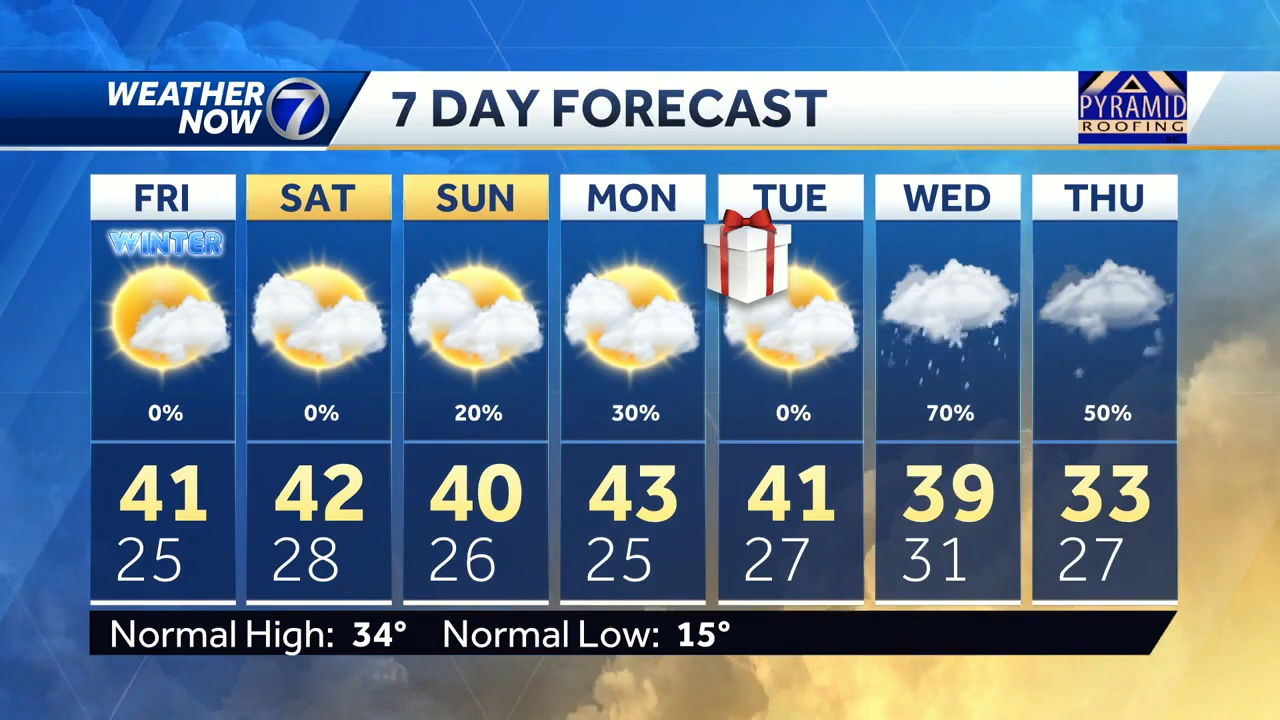 WEATHER
NOW 7
7 DAY FORECAST
PYRAMID
ROOFING
FRI SAT SUN MON TUE WED THU
WINTER
0% 0% 20% 30% 0% 70% 50%
41 42 40 43 41 39 33
25 28 26 25 27 31 27
Normal High: 34° Normal Low: 15°